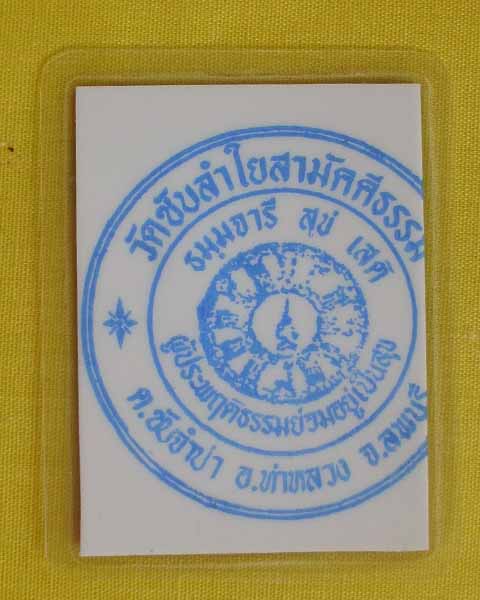 วัดซับลำใยสามัคคีธรรม
ธมฺมจารี สุขํ เสติ
ผู้ประพฤติธรรมย่อมอยู่เป็นสุข
ต.ซับจำปา อ.ท่าหลวง จ.ลพบุรี